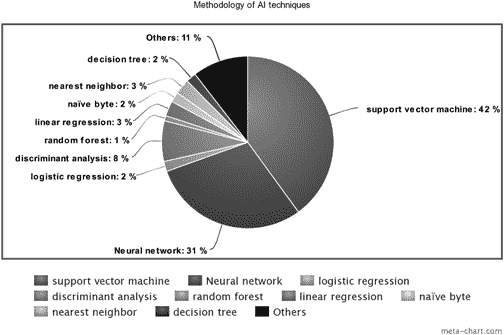 Methodology of AI techniques
Others: 11 %
decision tree: 2 %
nearest neighbor: 3 %
naïve byte: 2 %
linear regression: 3 %
random forest: 1 %
discriminant analysis: 8 %
logistic regression: 2 %
support vector machine: 42 %
Neural network: 31 %
support vector machine Neural network logistic regression
discriminant analysis random forest linear regression naïve byte
nearest neighbor decision tree Others
meta-chart.com